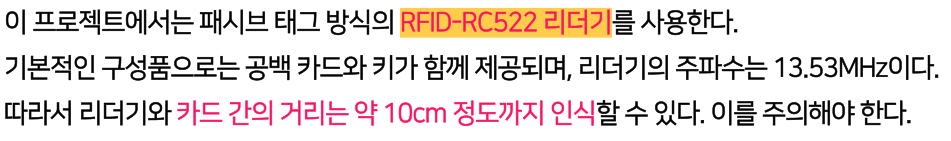 이 프로젝트에서는 패시브 태그 방식의 RFID-RC522 리더기를 사용한다.
기본적인 구성품으로는 공백 카드와 키가 함께 제공되며, 리더기의 주파수는 13.53MHz이다.
따라서 리더기와 카드 간의 거리는 약 10cm 정도까지 인식할 수 있다. 이를 주의해야 한다.